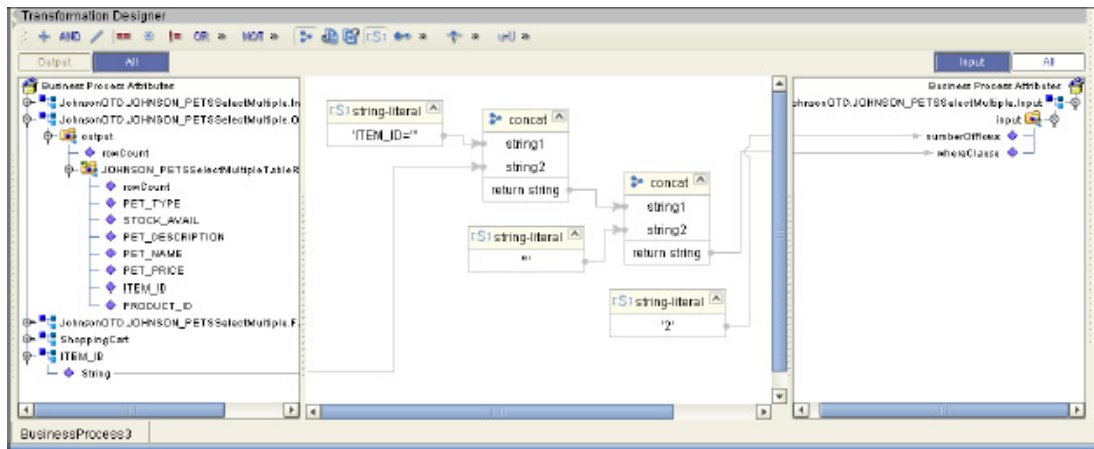 Transformation Designer
AND OR NOT
Output All
Input All
Business Process Attributes
JohnsonOTD.JOHNSON_PETSSelectMultiple.In
JohnsonOTD.JOHNSON_PETSSelectMultiple.O
output
rowCount
JOHNSON_PETSSelectMultipleTableR
rowCount
PET_TYPE
STOCK_AVAIL
PET_DESCRIPTION
PET_NAME
PET_PRICE
ITEM_ID
PRODUCT_ID
JohnsonOTD.JOHNSON_PETSSelectMultiple.F
ShoppingCart
ITEM_ID
String
string-literal
'ITEM_ID=''
concat
string1
string2
return string
string-literal
'''
concat
string1
string2
return string
string-literal
'2'
Business Process Attributes
ohnsonOTD.JOHNSON_PETSSelectMultiple.Input
input
numberOfRows
whereClause
BusinessProcess3